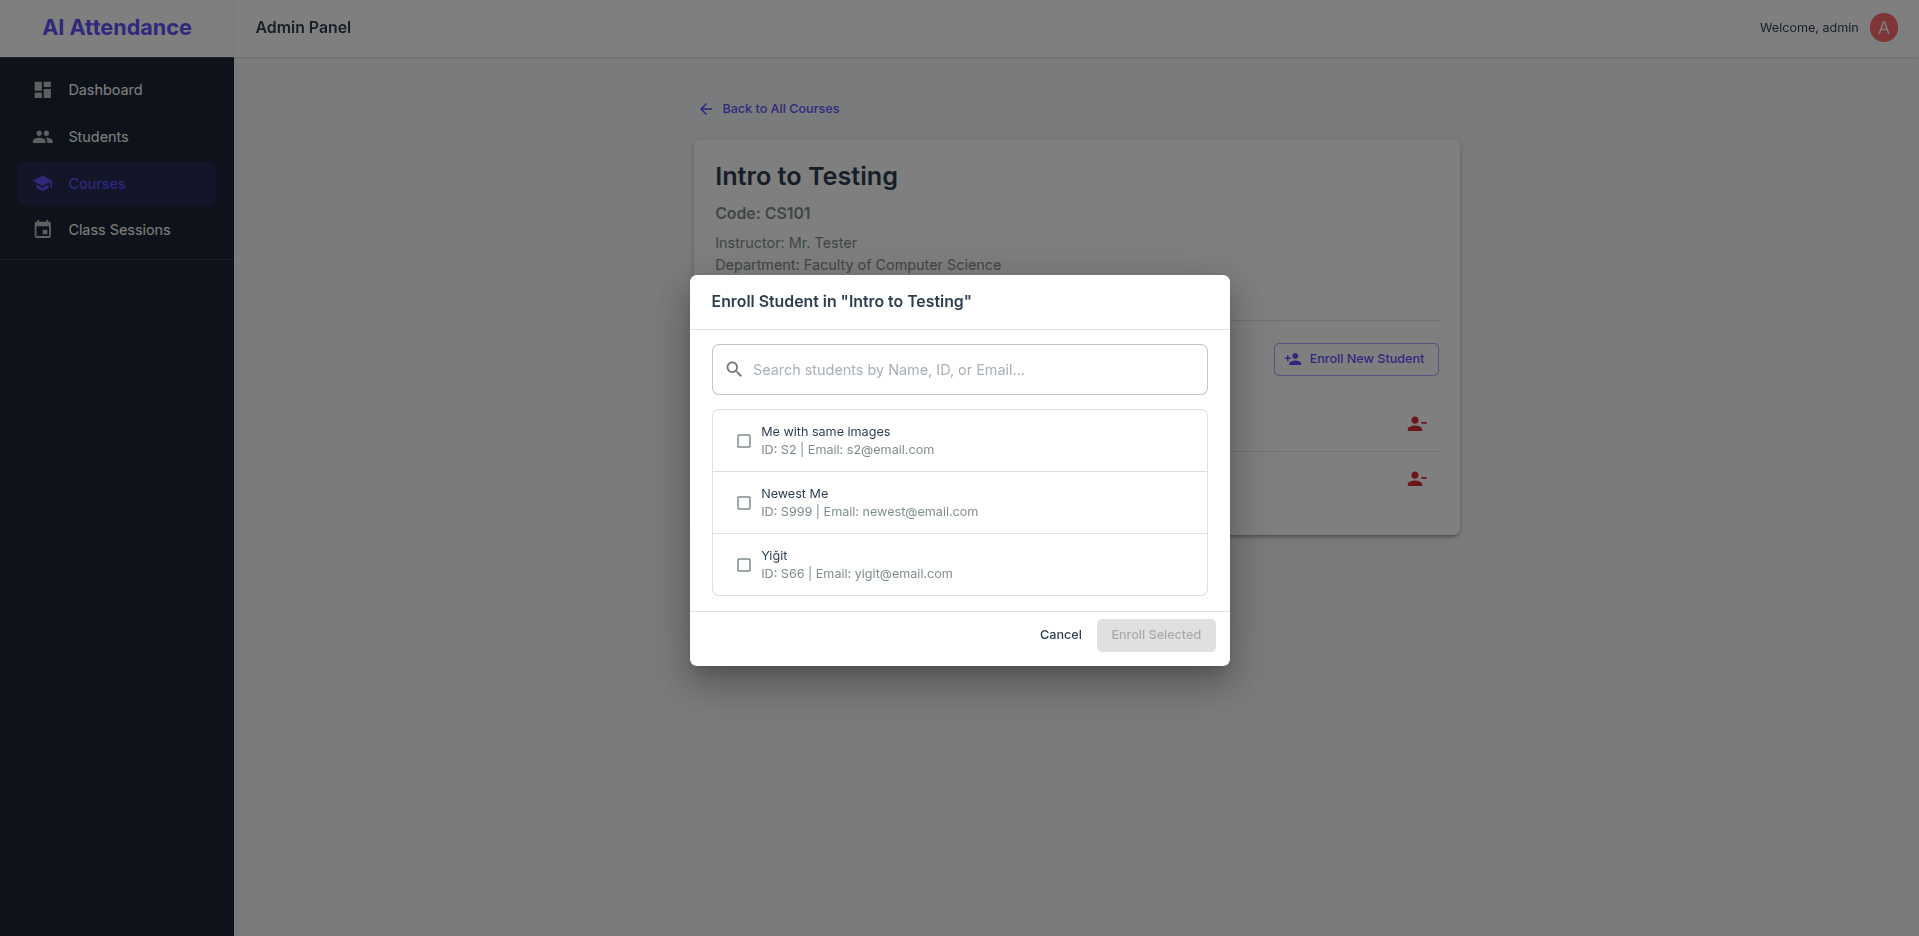 AI Attendance
Admin Panel
Welcome, admin
A
Dashboard
Students
Courses
Class Sessions
Back to All Courses
Intro to Testing
Code: CS101
Instructor: Mr. Tester
Department: Faculty of Computer Science
Enroll New Student
Enroll Student in "Intro to Testing"
Search students by Name, ID, or Email...
Me with same images
ID: S2 | Email: s2@email.com
Newest Me
ID: S999 | Email: newest@email.com
Yiğit
ID: S66 | Email: yigit@email.com
Cancel
Enroll Selected